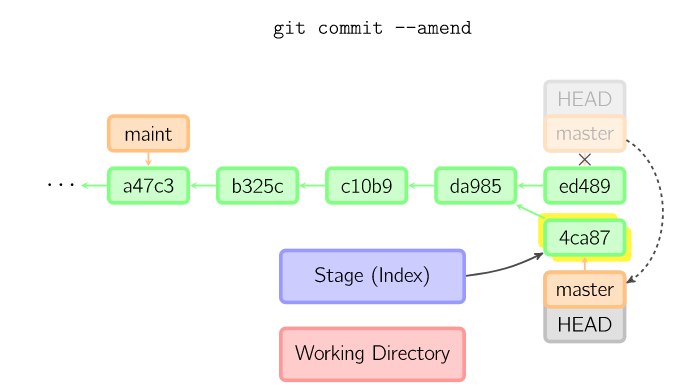 git commit --amend
HEAD
master
maint
... a47c3 b325c c10b9 da985 ed489
4ca87
Stage (Index)
master
HEAD
Working Directory